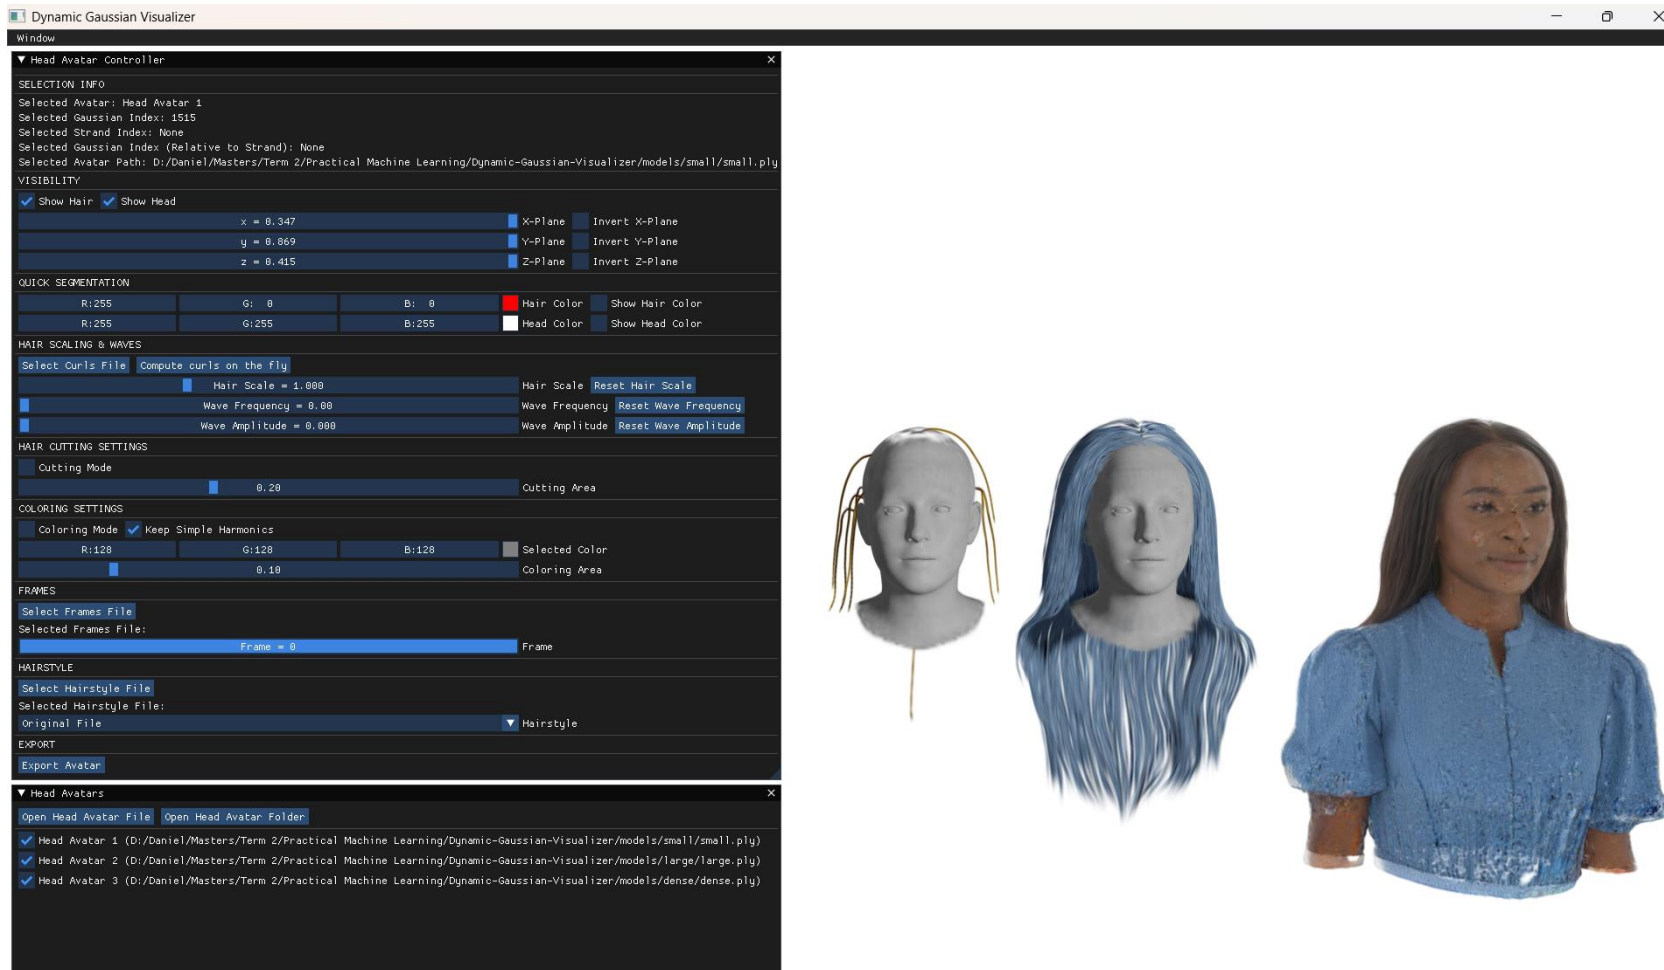 Dynamic Gaussian Visualizer
Window
Head Avatar Controller
SELECTION INFO
Selected Avatar: Head Avatar 1
Selected Gaussian Index: 1515
Selected Strand Index: None
Selected Gaussian Index (Relative to Strand): None
Selected Avatar Path: D:/Daniel/Masters/Term 2/Practical Machine Learning/Dynamic-Gaussian-Visualizer/models/small/small.ply
VISIBILITY
Show Hair Show Head
x = 0.347 X-Plane Invert X-Plane
y = 0.869 Y-Plane Invert Y-Plane
z = 0.415 Z-Plane Invert Z-Plane
QUICK SEGMENTATION
R:255 G: 0 B: 0 Hair Color Show Hair Color
R:255 G:255 B:255 Head Color Show Head Color
HAIR SCALING & WAVES
Select Curls File Compute curls on the fly
Hair Scale = 1.000 Hair Scale Reset Hair Scale
Wave Frequency = 0.00 Wave Frequency Reset Wave Frequency
Wave Amplitude = 0.000 Wave Amplitude Reset Wave Amplitude
HAIR CUTTING SETTINGS
Cutting Mode
0.20 Cutting Area
COLORING SETTINGS
Coloring Mode Keep Simple Harmonics
R:128 G:128 B:128 Selected Color
0.10 Coloring Area
FRAMES
Select Frames File
Selected Frames File:
Frame = 0 Frame
HAIRSTYLE
Select Hairstyle File
Selected Hairstyle File:
Original File Hairstyle
EXPORT
Export Avatar
Head Avatars
Open Head Avatar File Open Head Avatar Folder
Head Avatar 1 (D:/Daniel/Masters/Term 2/Practical Machine Learning/Dynamic-Gaussian-Visualizer/models/small/small.ply)
Head Avatar 2 (D:/Daniel/Masters/Term 2/Practical Machine Learning/Dynamic-Gaussian-Visualizer/models/large/large.ply)
Head Avatar 3 (D:/Daniel/Masters/Term 2/Practical Machine Learning/Dynamic-Gaussian-Visualizer/models/dense/dense.ply)